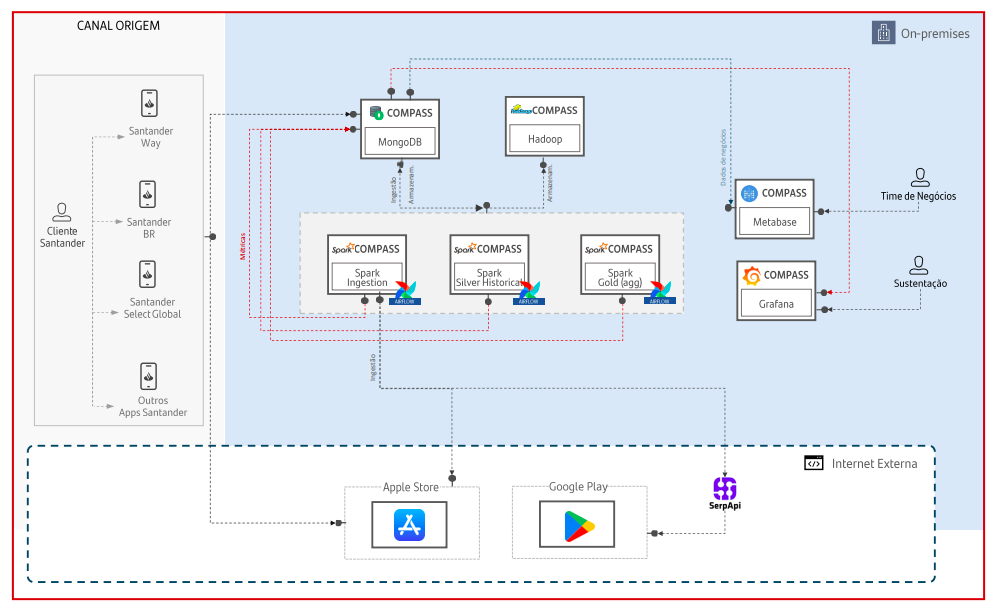 CANAL ORIGEM
On-premises
Santander
Way
Cliente
Santander
Santander
BR
Santander
Select Global
Outros
Apps Santander
COMPASS
MongoDB
COMPASS
Hadoop
Ingestão
Armazenam.
Armazenam.
Dados de negócios
Métricas
COMPASS
Metabase
Time de Negócios
COMPASS
Grafana
Sustentação
Spark
COMPASS
Spark
Ingestion
AIRFLOW
Spark
COMPASS
Spark
Silver Historical
AIRFLOW
Spark
COMPASS
Spark
Gold (agg)
AIRFLOW
Ingestão
Internet Externa
Apple Store
Google Play
SerpApi